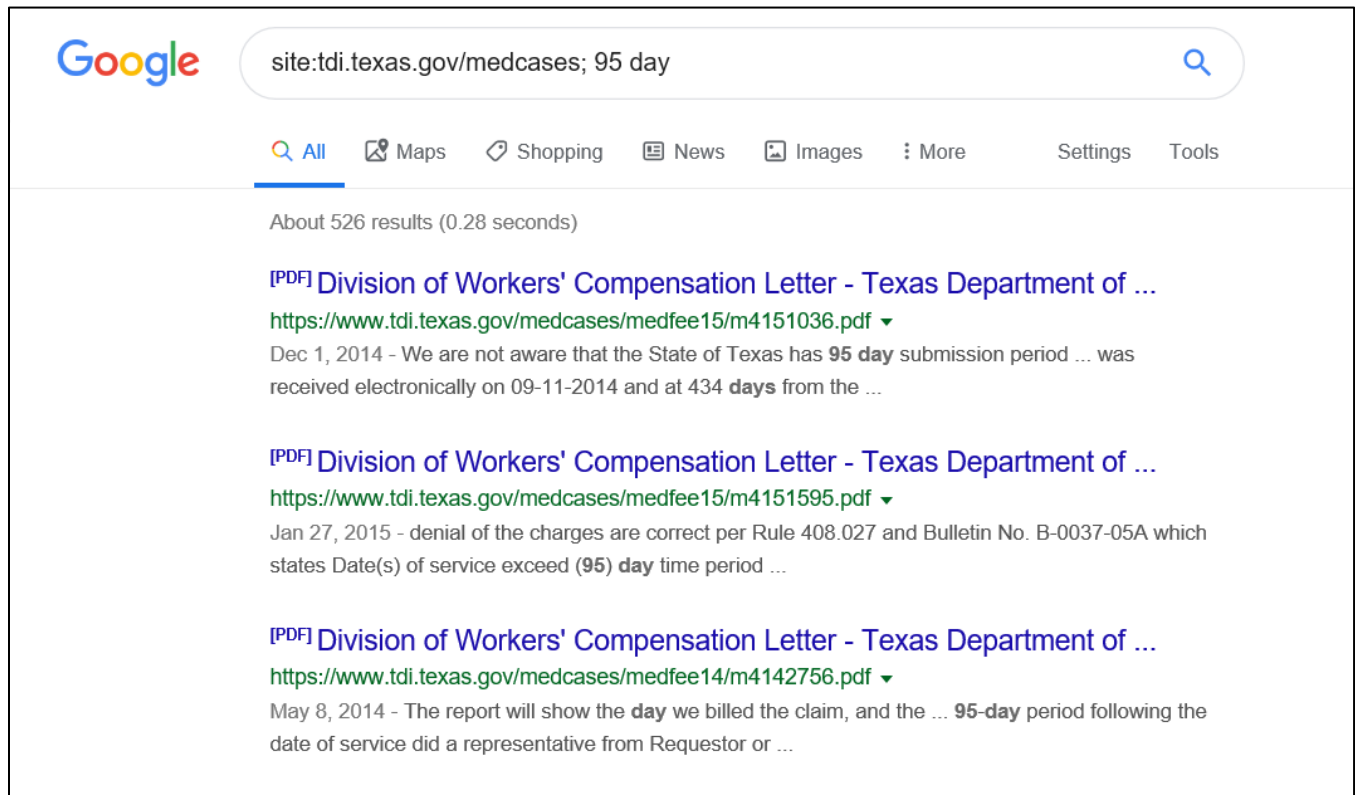 Google
site:tdi.texas.gov/medcases; 95 day
All Maps Shopping News Images More Settings Tools
About 526 results (0.28 seconds)
[PDF] Division of Workers' Compensation Letter - Texas Department of ...
https://www.tdi.texas.gov/medcases/medfee15/m4151036.pdf
Dec 1, 2014 - We are not aware that the State of Texas has 95 day submission period ... was
received electronically on 09-11-2014 and at 434 days from the ...
[PDF] Division of Workers' Compensation Letter - Texas Department of ...
https://www.tdi.texas.gov/medcases/medfee15/m4151595.pdf
Jan 27, 2015 - denial of the charges are correct per Rule 408.027 and Bulletin No. B-0037-05A which
states Date(s) of service exceed (95) day time period ...
[PDF] Division of Workers' Compensation Letter - Texas Department of ...
https://www.tdi.texas.gov/medcases/medfee14/m4142756.pdf
May 8, 2014 - The report will show the day we billed the claim, and the ... 95-day period following the
date of service did a representative from Requestor or ...